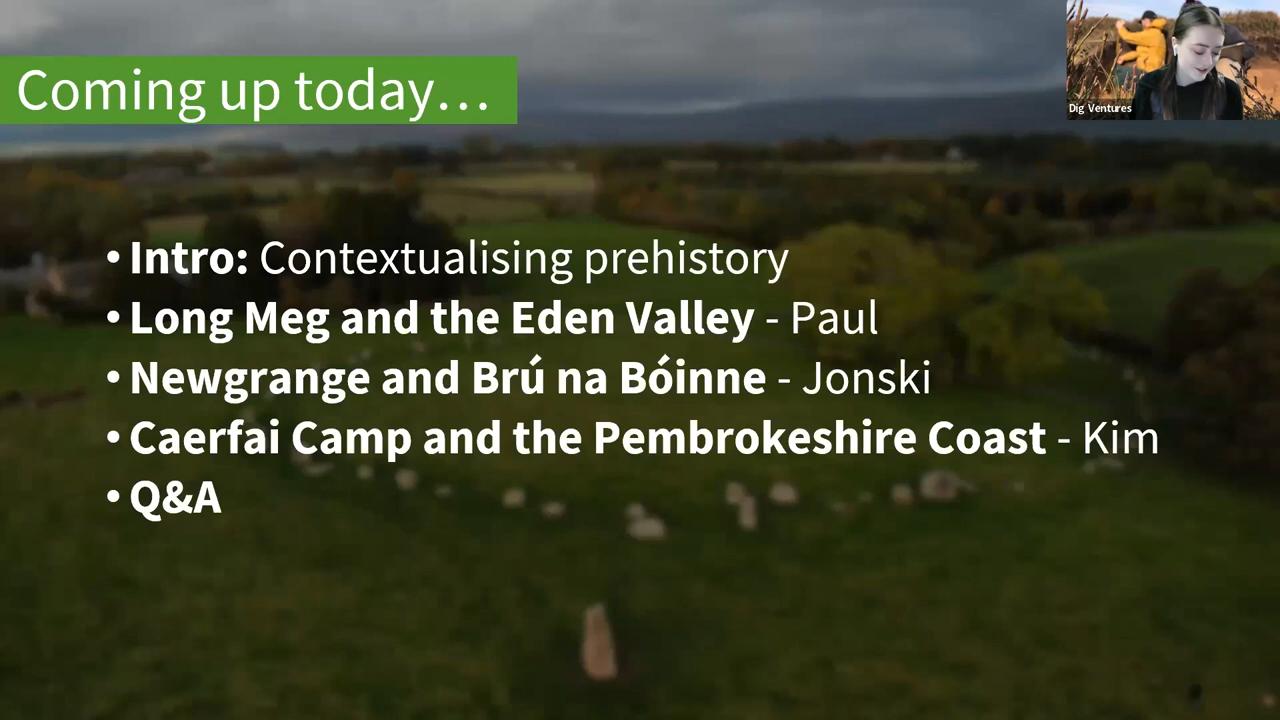 Coming up today…
Dig Ventures
• Intro: Contextualising prehistory
• Long Meg and the Eden Valley - Paul
• Newgrange and Brú na Bóinne - Jonski
• Caerfai Camp and the Pembrokeshire Coast - Kim
• Q&A